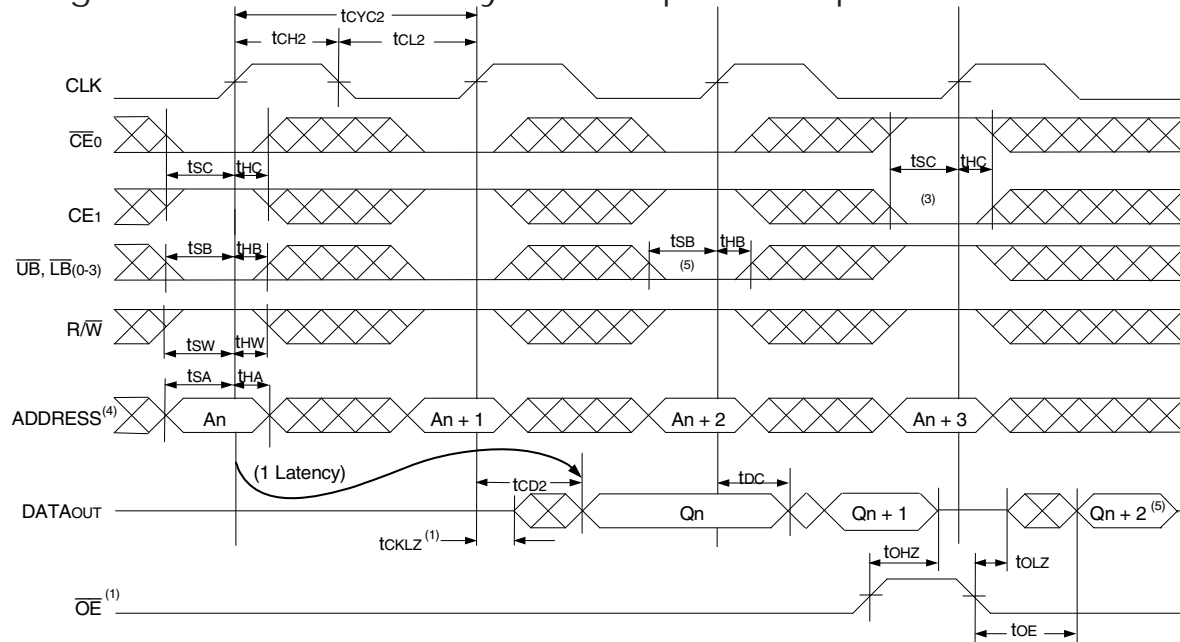 tCYC2
tCH2 tCL2
CLK
CE0
tSC tHC tSC tHC
(3)
CE1
tSB tHB tSB tHB
(5)
UB, LB(0-3)
R/W
tSW tHW
tSA tHA
ADDRESS(4) An An + 1 An + 2 An + 3
(1 Latency)
tCD2 tDC
DATAOUT Qn Qn + 1 Qn + 2 (5)
tCKLZ (1)
tOHZ tOLZ
OE (1)
tOE